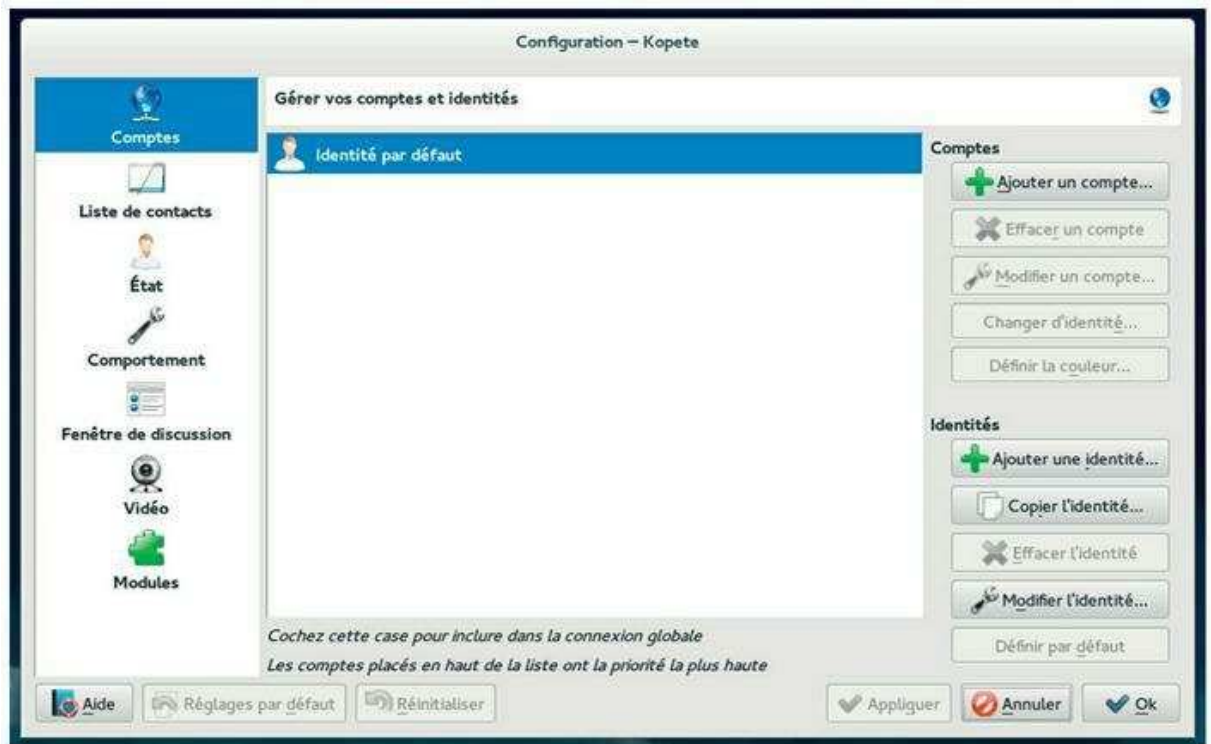 Configuration — Kopete
Comptes
Liste de contacts
État
Comportement
Fenêtre de discussion
Vidéo
Modules
Gérer vos comptes et identités
Identité par défaut
Cochez cette case pour inclure dans la connexion globale
Les comptes placés en haut de la liste ont la priorité la plus haute
Comptes
Ajouter un compte...
Effacer un compte
Modifier un compte...
Changer d'identité...
Définir la couleur...
Identités
Ajouter une identité...
Copier l'identité...
Effacer l'identité
Modifier l'identité...
Définir par défaut
Aide
Réglages par défaut
Réinitialiser
Appliquer
Annuler
Ok